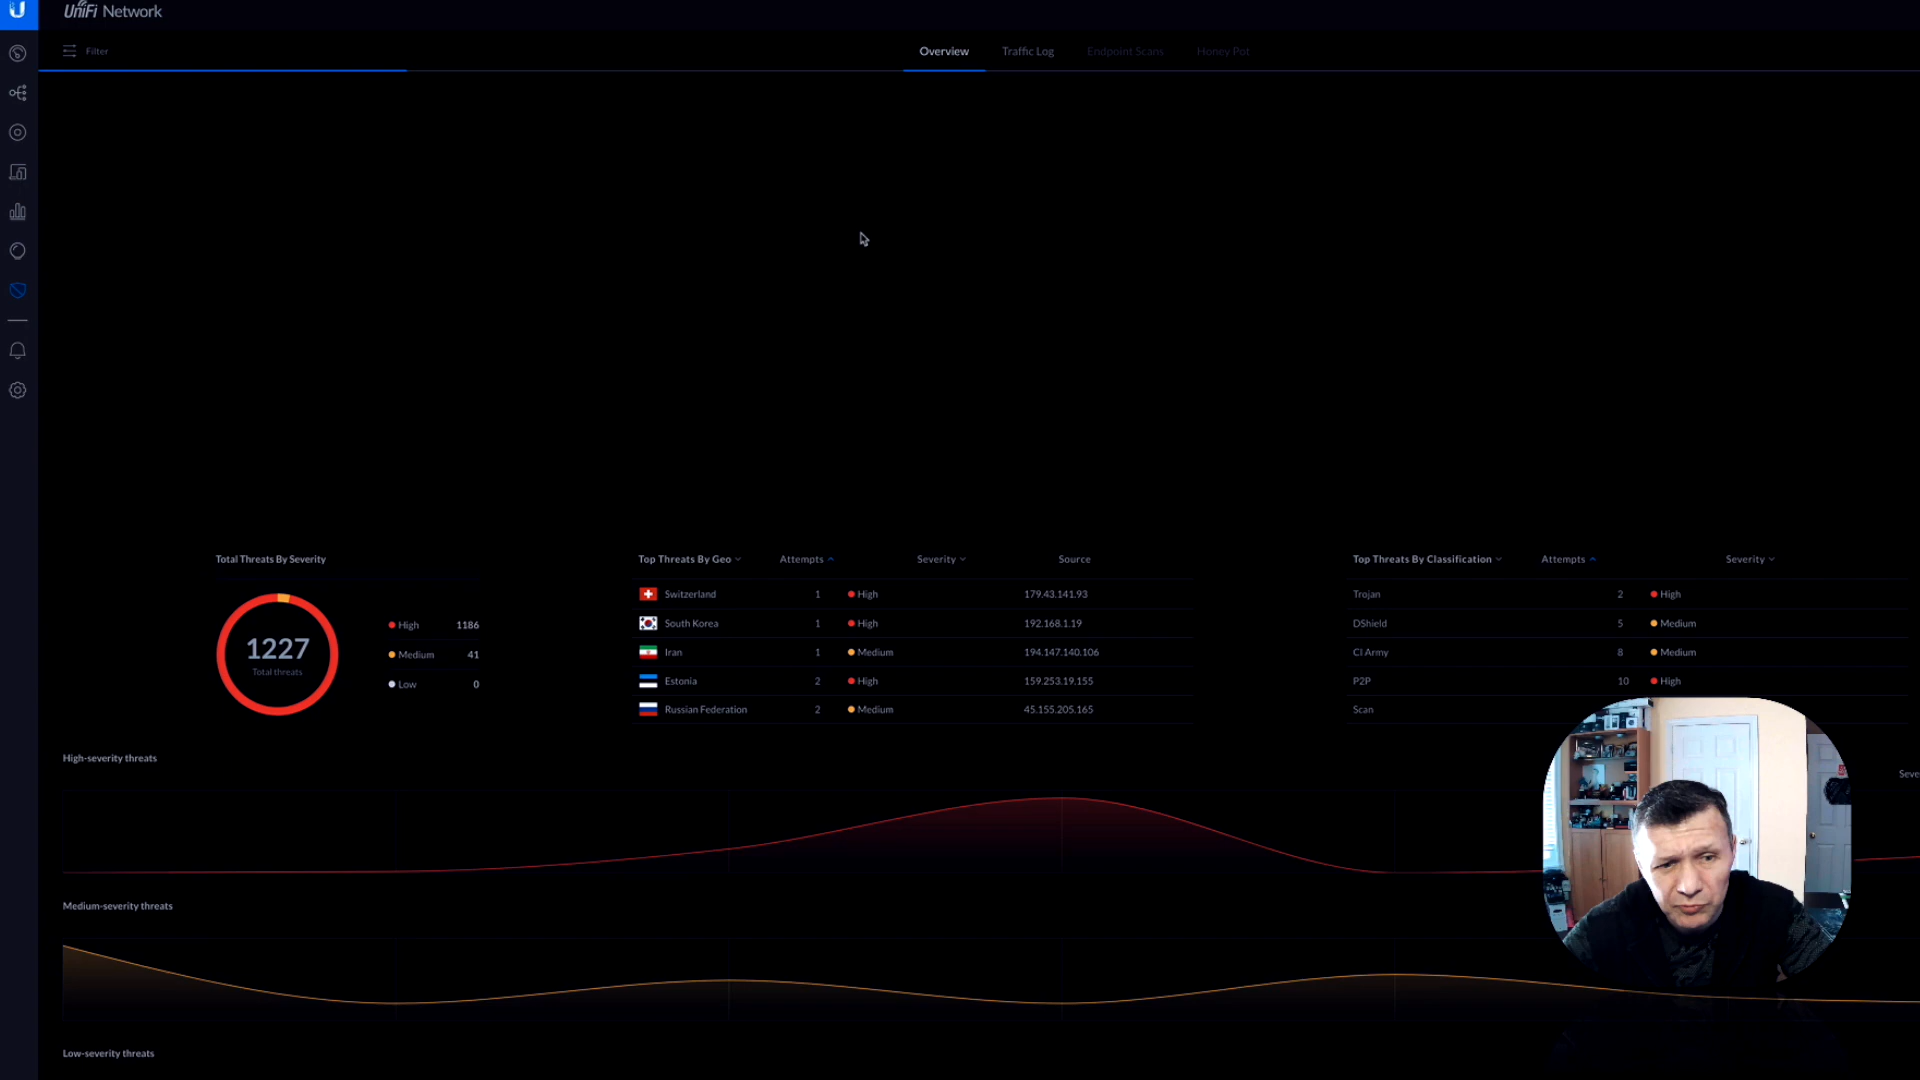 UniFi Network
Filter
Overview Traffic Log Endpoint Scans Honey Pot
Total Threats By Severity
1227
Total threats
High 1186
Medium 41
Low 0
Top Threats By Geo Attempts Severity Source
Switzerland 1 High 179.43.141.93
South Korea 1 High 192.168.1.19
Iran 1 Medium 194.147.140.106
Estonia 2 High 159.253.19.155
Russian Federation 2 Medium 45.155.205.165
Top Threats By Classification Attempts Severity
Trojan 2 High
DShield 5 Medium
CI Army 8 Medium
P2P 10 High
Scan
High-severity threats
Seve
Medium-severity threats
Low-severity threats